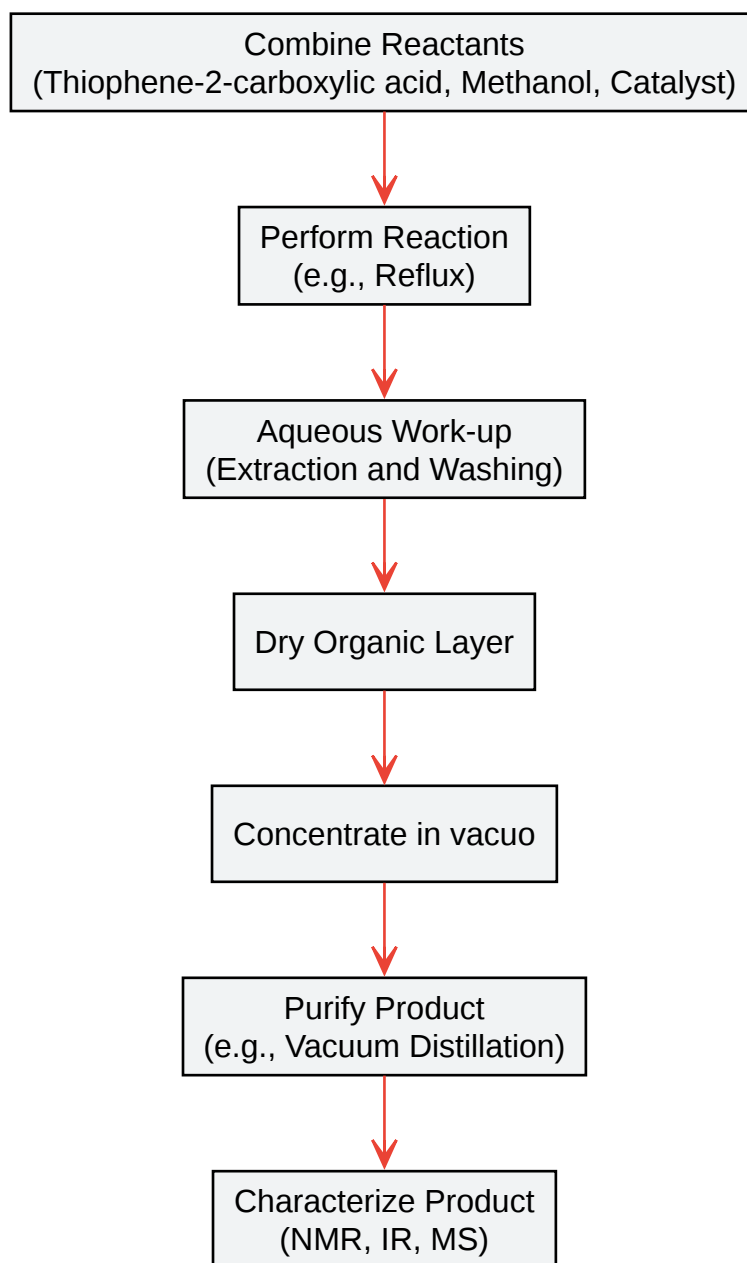 Combine Reactants
(Thiophene-2-carboxylic acid, Methanol, Catalyst)
Perform Reaction
(e.g., Reflux)
Aqueous Work-up
(Extraction and Washing)
Dry Organic Layer
Concentrate in vacuo
Purify Product
(e.g., Vacuum Distillation)
Characterize Product
(NMR, IR, MS)